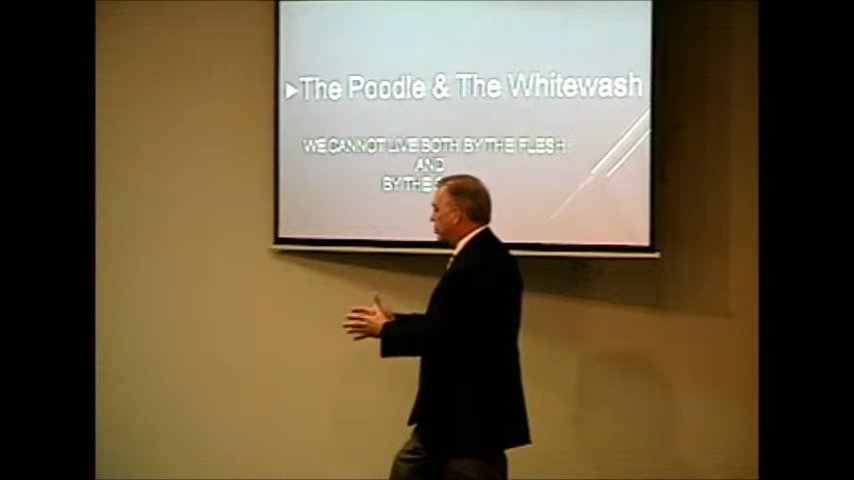 The Poodle & The Whitewash
WE CANNOT LIVE BOTH BY THE FLESH
AND
BY THE